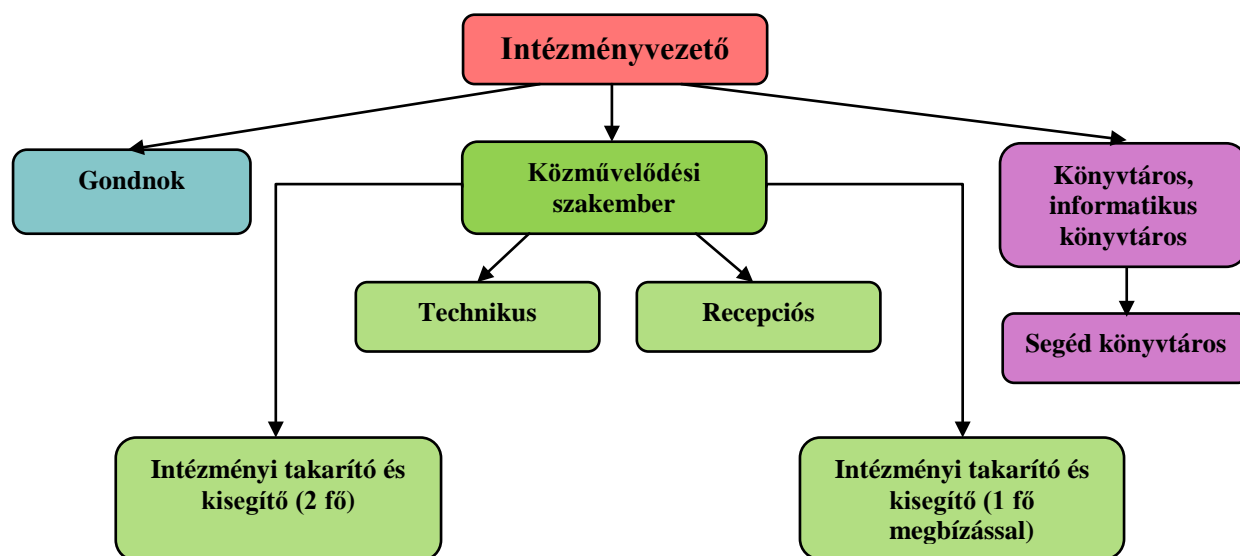 Intézményvezető
Gondnok
Közművelődési
szakember
Könyvtáros,
informatikus
könyvtáros
Technikus
Recepciós
Segéd könyvtáros
Intézményi takarító és
kisegítő (2 fő)
Intézményi takarító és
kisegítő (1 fő
megbízással)